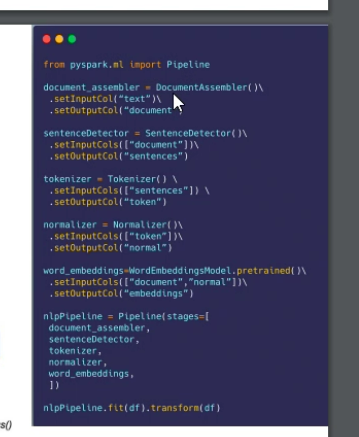 from pyspark.ml import Pipeline
document_assembler = DocumentAssembler()\
.setInputCol("text")\
.setOutputCol("document")
sentenceDetector = SentenceDetector()\
.setInputCols(["document"])\
.setOutputCol("sentences")
tokenizer = Tokenizer() \
.setInputCols(["sentences"]) \
.setOutputCol("token")
normalizer = Normalizer()\
.setInputCols(["token"])\
.setOutputCol("normal")
word_embeddings=WordEmbeddingsModel.pretrained()\
.setInputCols(["document","normal"])\
.setOutputCol("embeddings")
nlpPipeline = Pipeline(stages=[
document_assembler,
sentenceDetector,
tokenizer,
normalizer,
word_embeddings,
])
nlpPipeline.fit(df).transform(df)
s()